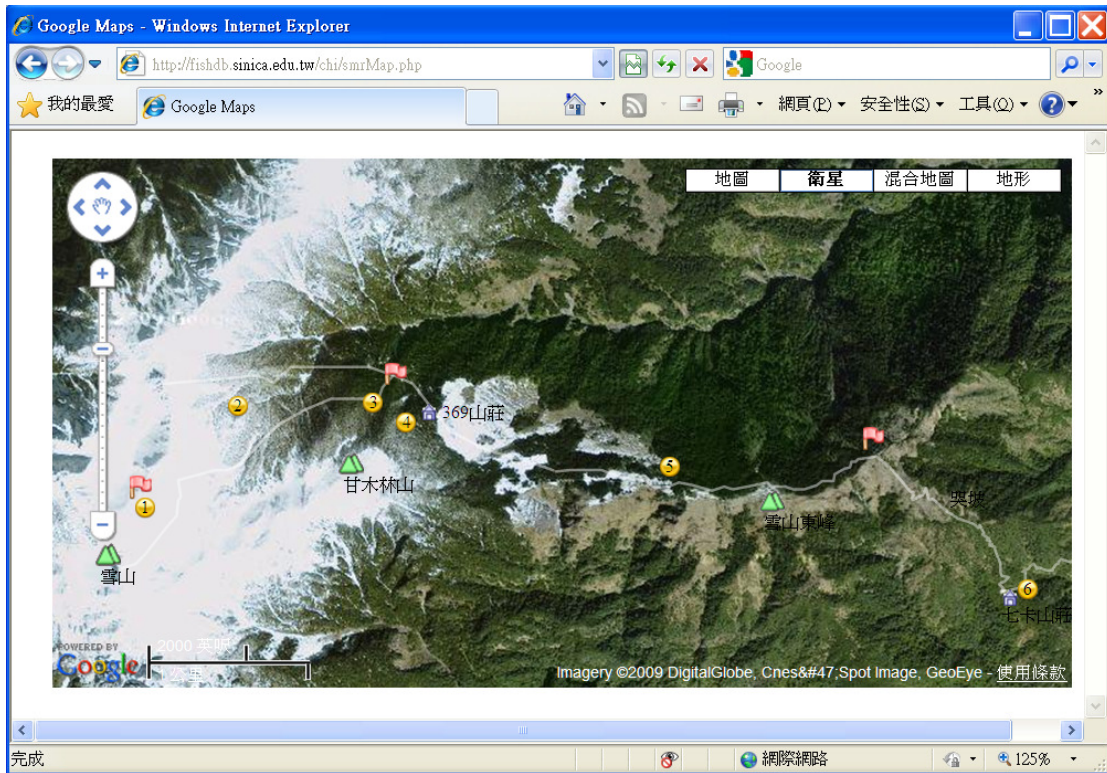 Google Maps - Windows Internet Explorer
http://fishdb.sinica.edu.tw/chi/smrMap.php
Google
我的最愛
Google Maps
網頁(P)
安全性(S)
工具(O)
»
地圖
衛星
混合地圖
地形
2
3
4
369山莊
5
甘木林山
1
雪山
雪山東峰
哭坡
6
七卡山莊
POWERED BY
Google
2000 英呎
1 公里
Imagery ©2009 DigitalGlobe, Cnes&#47;Spot Image, GeoEye - 使用條款
完成
網際網路
125%